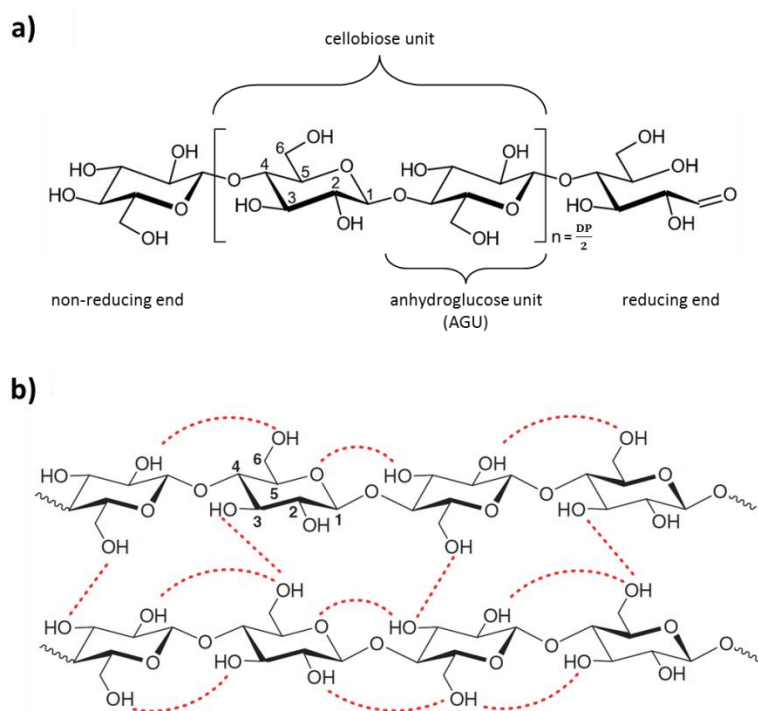 a)
cellobiose unit
OH
OH 6 OH OH
HO 4 5 O HO OH
O 2 1 O O
HO 3 O
HO O O HO
OH OH
OH OH n = DP/2
non-reducing end
anhydroglucose unit
(AGU)
reducing end
b)
OH OH
HO OH 6 4 O HO OH O
O 5 O O O
O HO 3 2 1 O HO
OH OH
OH OH
OH OH
HO OH O HO OH O
O O O O
O HO O HO
OH OH
OH OH